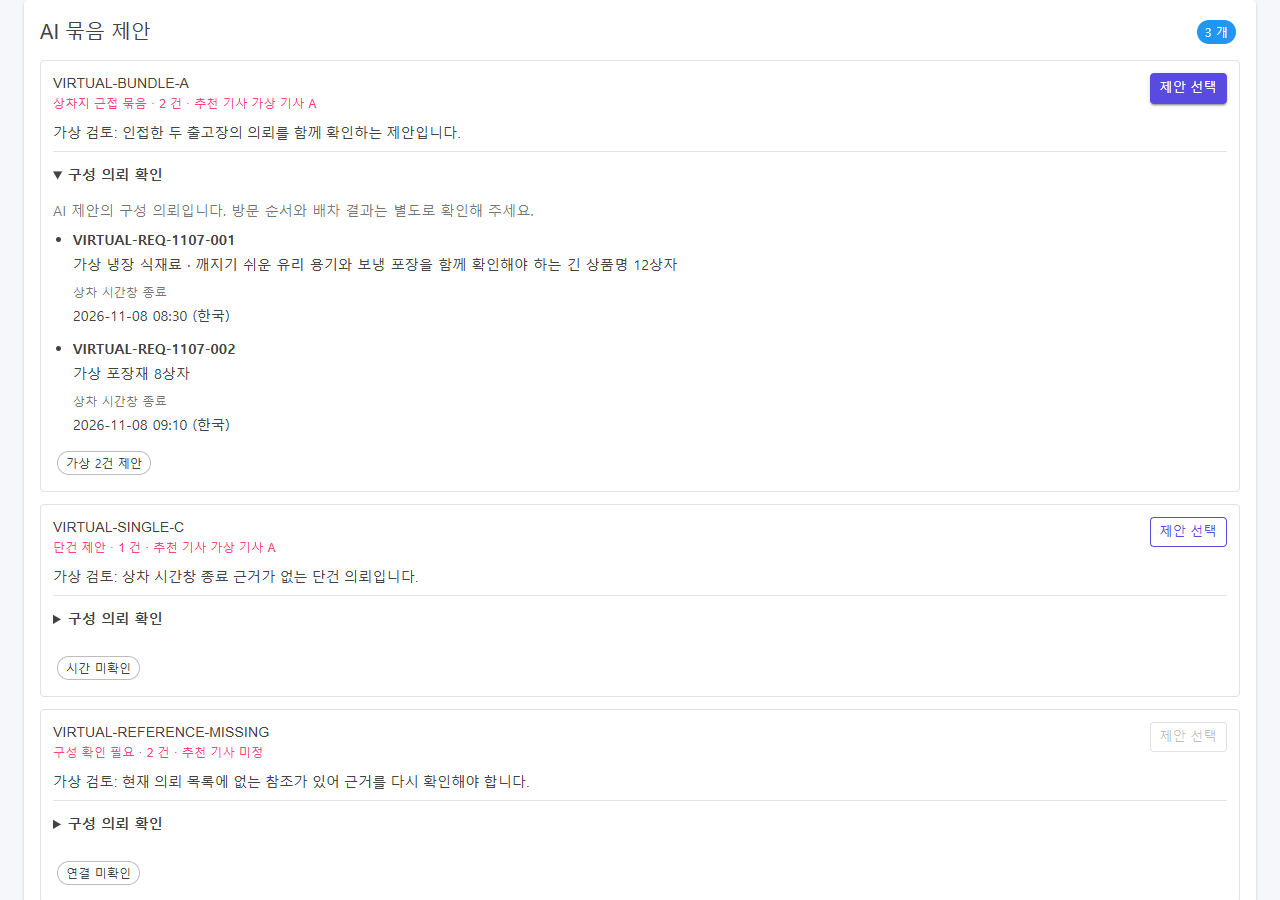 AI 묶음 제안
3 개
VIRTUAL-BUNDLE-A
제안 선택
상차지 근접 묶음 · 2 건 · 추천 기사 가상 기사 A
가상 검토: 인접한 두 출고장의 의뢰를 함께 확인하는 제안입니다.
▼ 구성 의뢰 확인
AI 제안의 구성 의뢰입니다. 방문 순서와 배차 결과는 별도로 확인해 주세요.
• VIRTUAL-REQ-1107-001
가상 냉장 식재료 · 깨지기 쉬운 유리 용기와 보냉 포장을 함께 확인해야 하는 긴 상품명 12상자
상차 시간창 종료
2026-11-08 08:30 (한국)
• VIRTUAL-REQ-1107-002
가상 포장재 8상자
상차 시간창 종료
2026-11-08 09:10 (한국)
가상 2건 제안
VIRTUAL-SINGLE-C
제안 선택
단건 제안 · 1 건 · 추천 기사 가상 기사 A
가상 검토: 상차 시간창 종료 근거가 없는 단건 의뢰입니다.
▶ 구성 의뢰 확인
시간 미확인
VIRTUAL-REFERENCE-MISSING
제안 선택
구성 확인 필요 · 2 건 · 추천 기사 미정
가상 검토: 현재 의뢰 목록에 없는 참조가 있어 근거를 다시 확인해야 합니다.
▶ 구성 의뢰 확인
연결 미확인